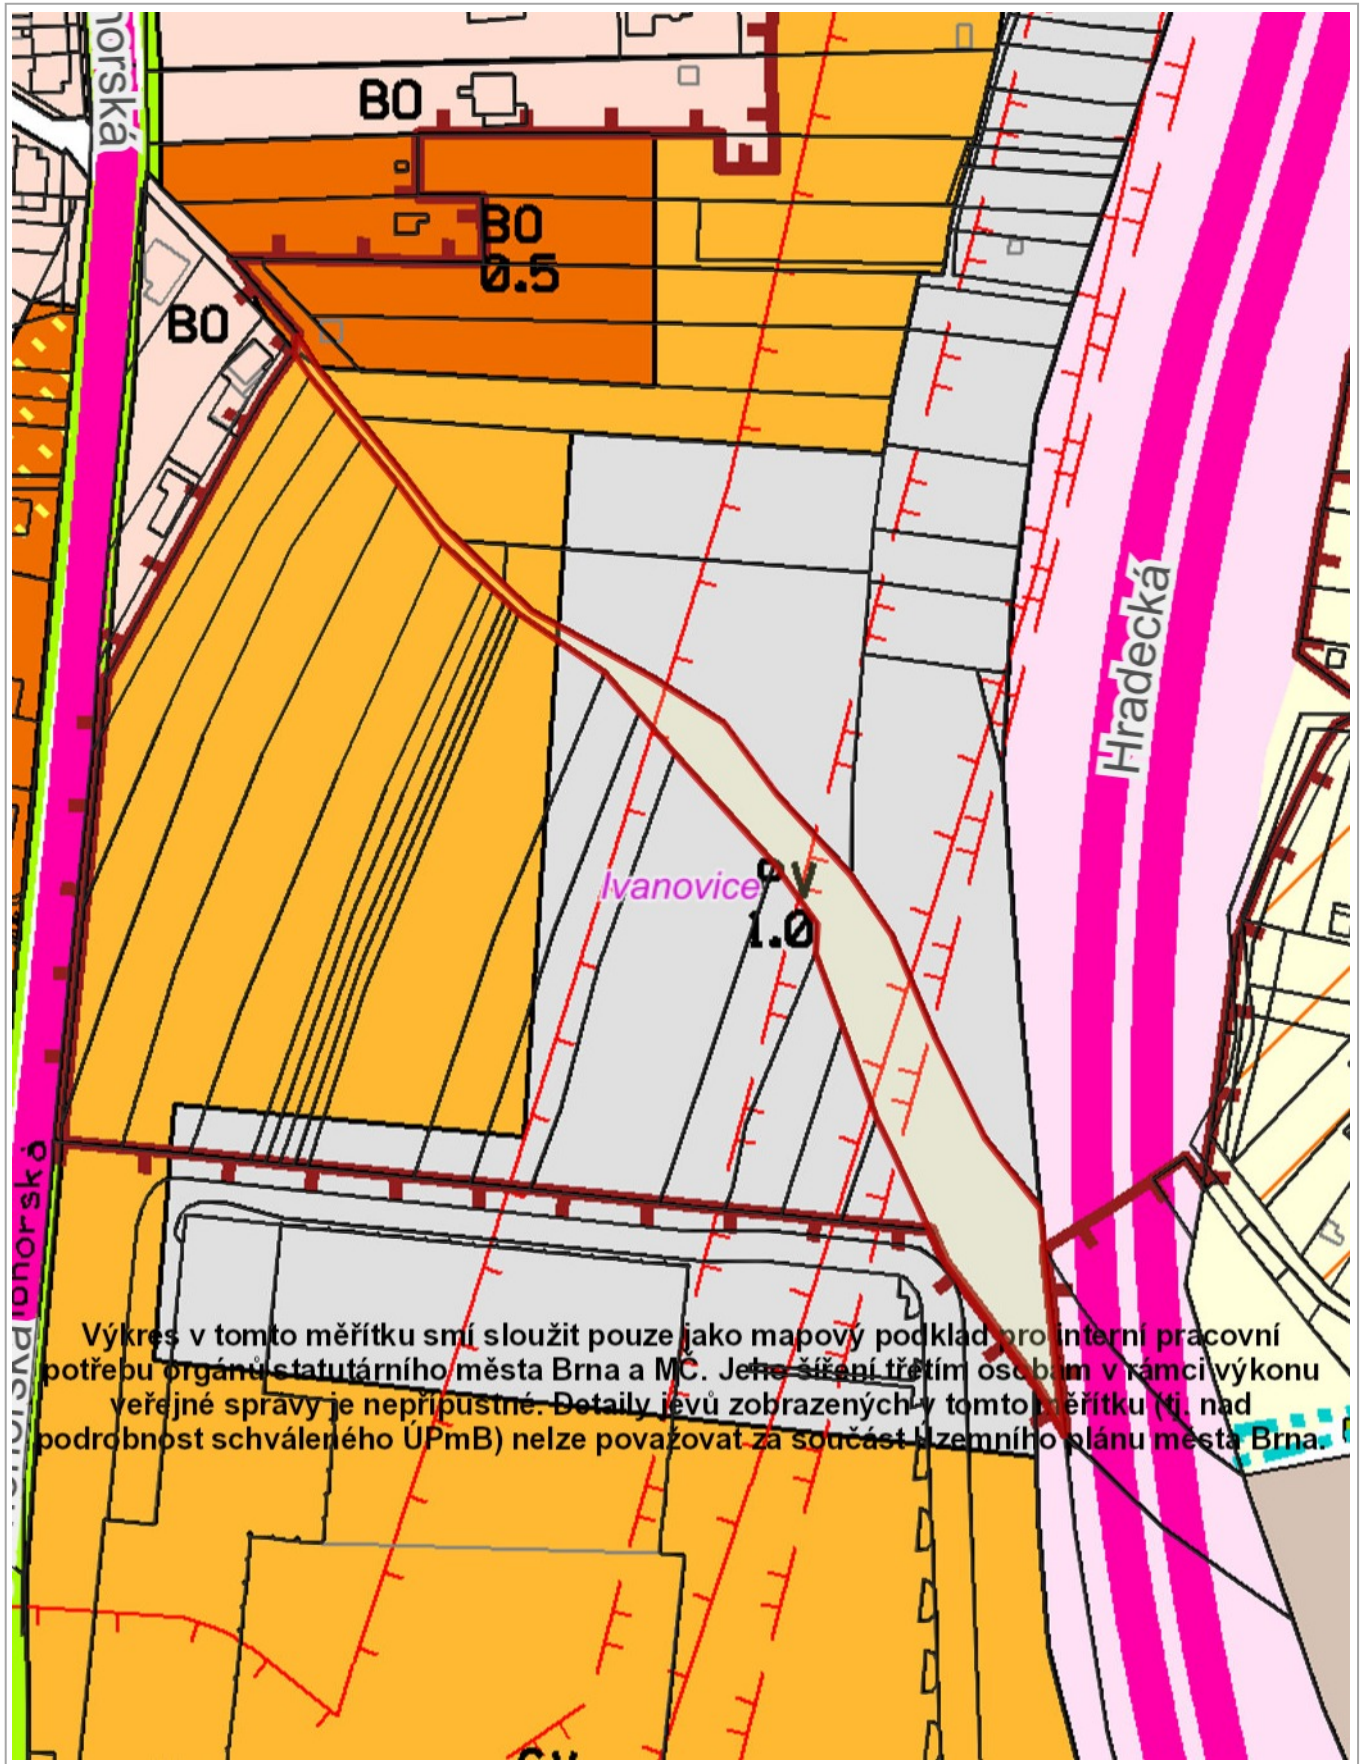 BO
BO
0.5
BO
Hradecká
Ivanovice
PV
1.0
Výkres v tomto měřítku smí sloužit pouze jako mapový podklad pro interní pracovní
potřebu orgánů statutárního města Brna a MČ. Jeho šíření třetím osobám v rámci výkonu
veřejné správy je nepřípustné. Detaily jevů zobrazených v tomto měřítku (tj. nad
podrobnost schváleného ÚPmB) nelze považovat za součást Územního plánu města Brna.